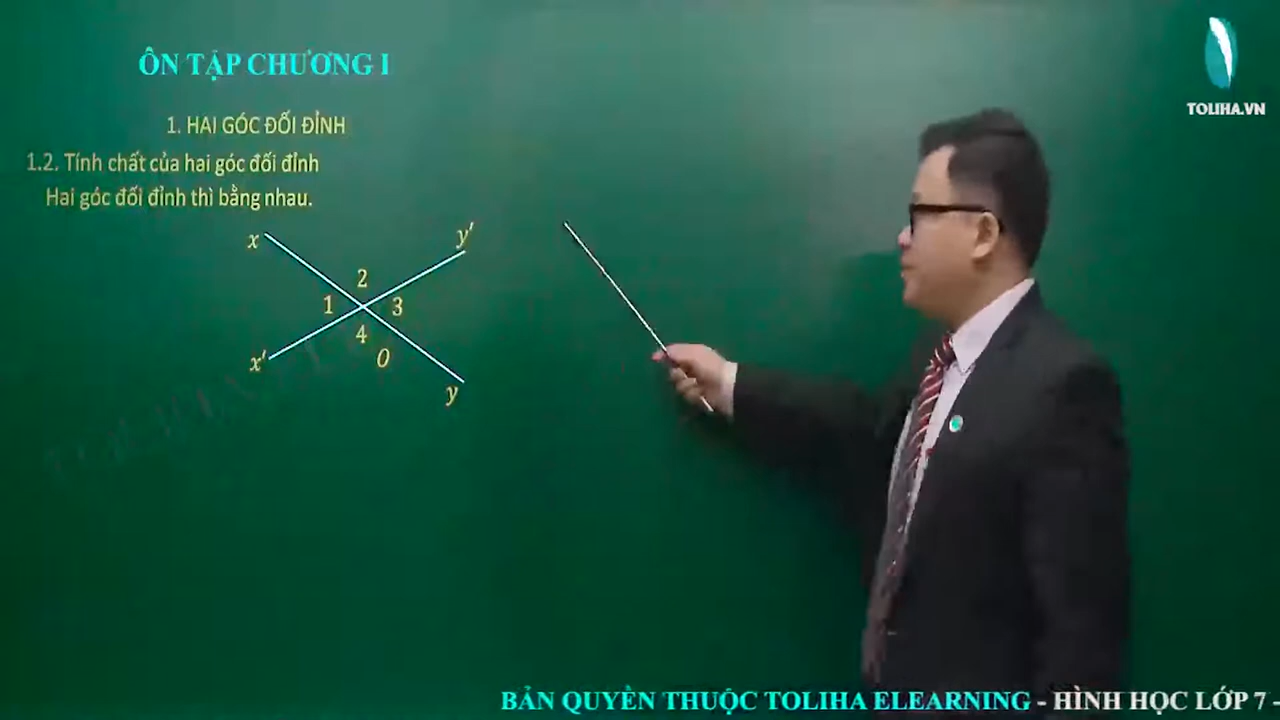 ÔN TẬP CHƯƠNG I
TOLIHA.VN
1. HAI GÓC ĐỐI ĐỈNH
1.2. Tính chất của hai góc đối đỉnh
Hai góc đối đỉnh thì bằng nhau.
x
y'
2
1
3
4
O
x'
y
BẢN QUYỀN THUỘC TOLIHA ELEARNING - HÌNH HỌC LỚP 7 -